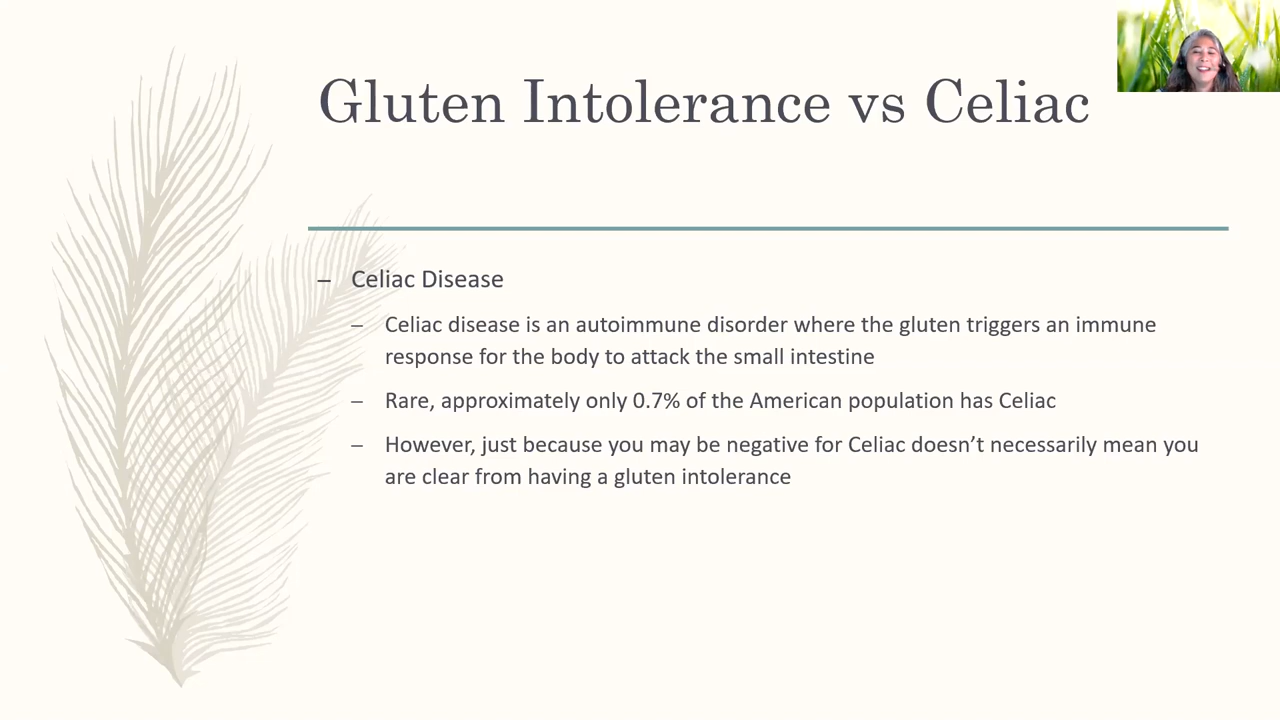 Gluten Intolerance vs Celiac
– Celiac Disease
– Celiac disease is an autoimmune disorder where the gluten triggers an immune
response for the body to attack the small intestine
– Rare, approximately only 0.7% of the American population has Celiac
– However, just because you may be negative for Celiac doesn’t necessarily mean you
are clear from having a gluten intolerance